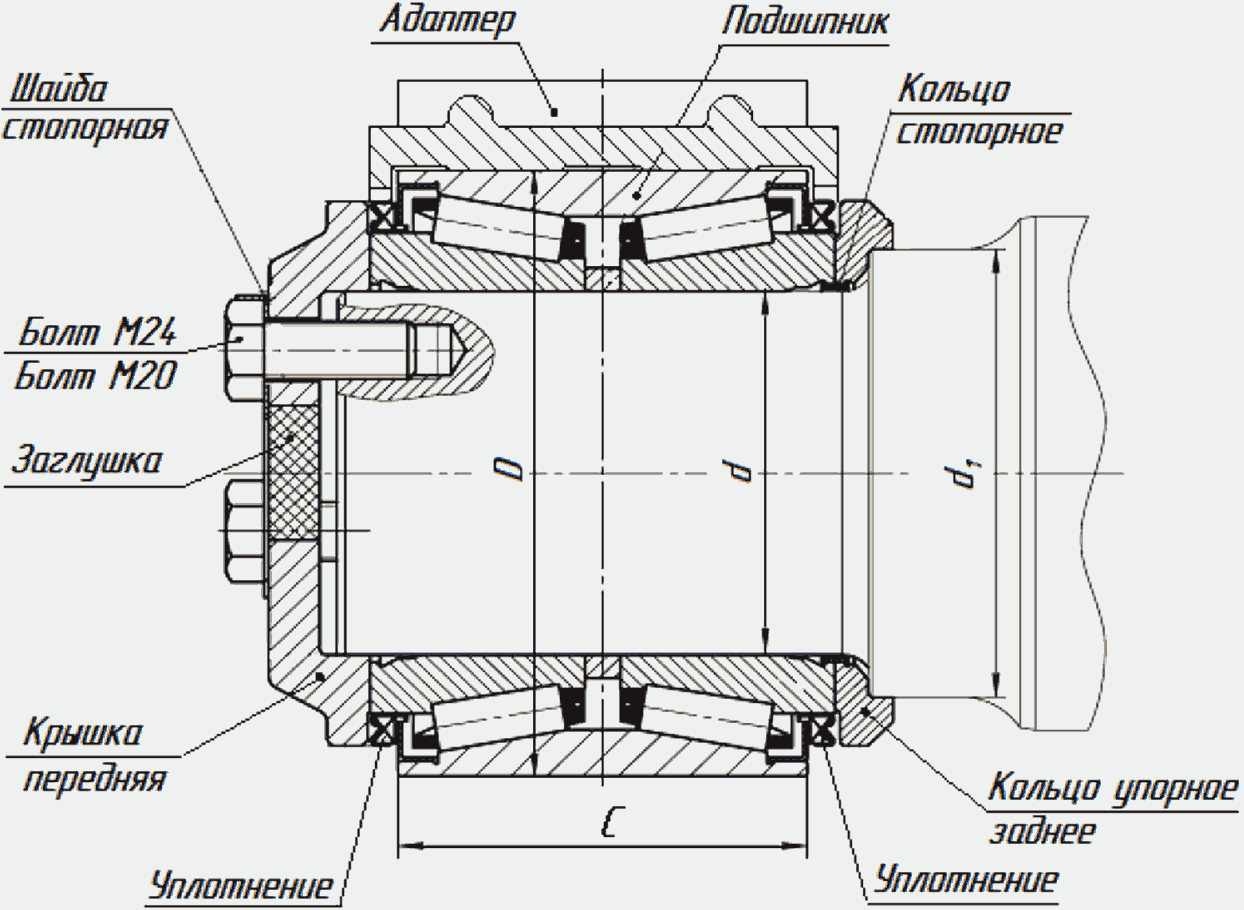 Адаптер
Подшипник
Шайба
стопорная
Кольцо
стопорное
Болт М24
Болт М20
Заглушка
D
d
d₁
Крышка
передняя
Кольцо упорное
заднее
C
Уплотнение
Уплотнение